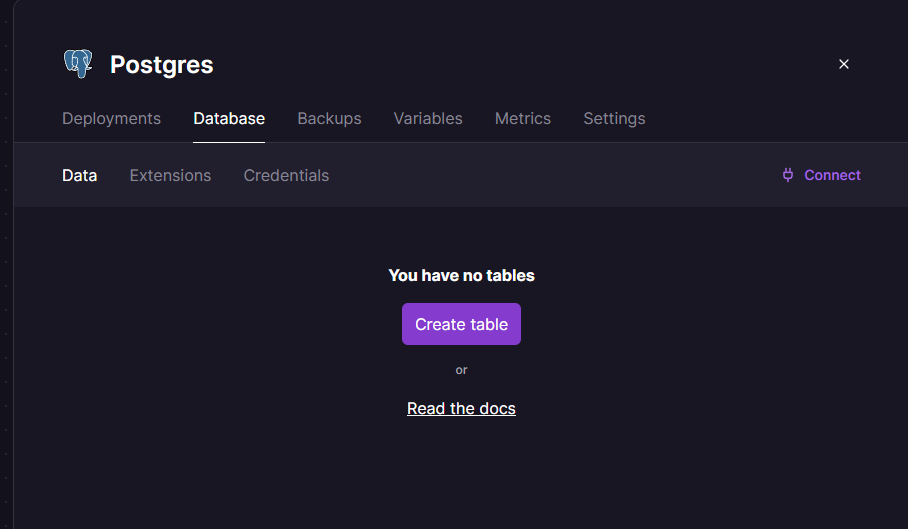 Postgres
Deployments Database Backups Variables Metrics Settings
Data Extensions Credentials Connect
You have no tables
Create table
or
Read the docs